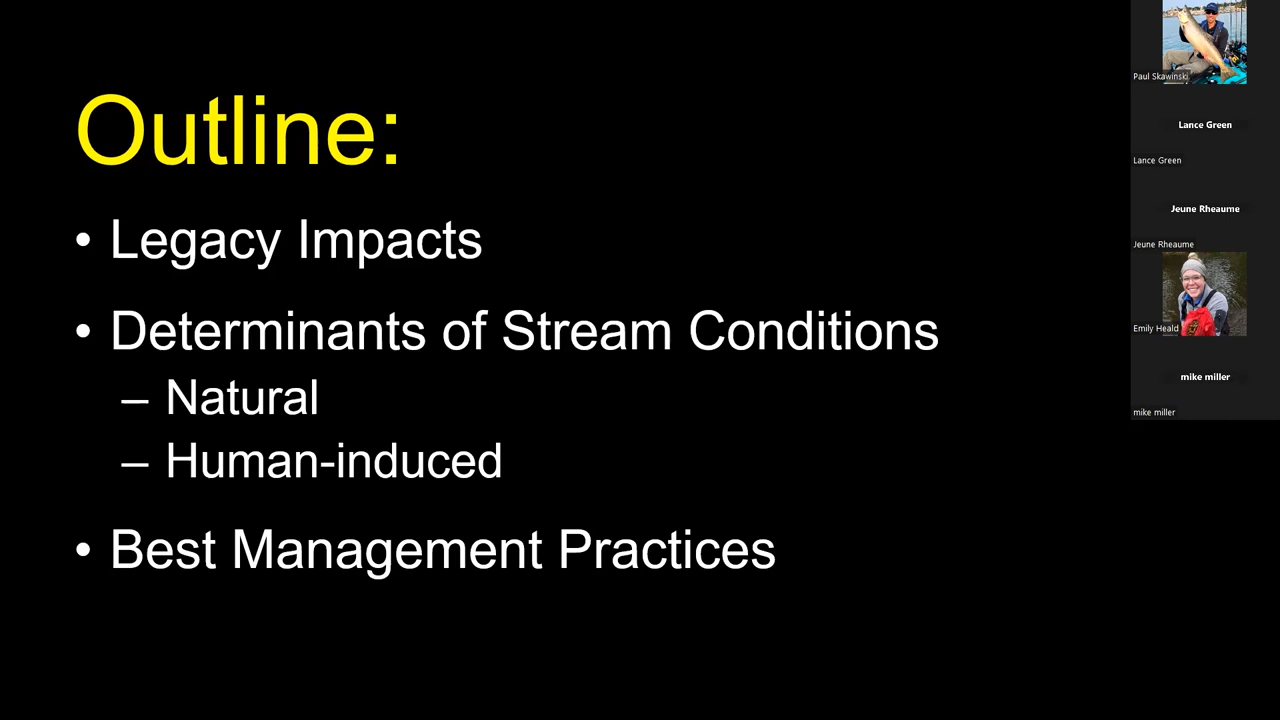 Outline:
• Legacy Impacts
• Determinants of Stream Conditions
– Natural
– Human-induced
• Best Management Practices
Paul Skawinski
Lance Green
Lance Green
Jeune Rheaume
Jeune Rheaume
Emily Heald
mike miller
mike miller